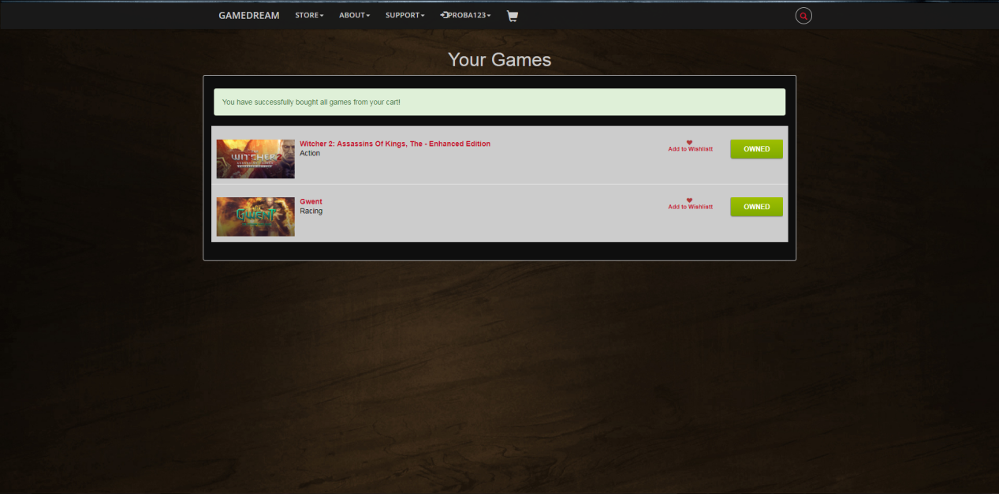 GAMEDREAM STORE ABOUT SUPPORT PROBA123
Your Games
You have successfully bought all games from your cart!
WITCHER 2
Witcher 2: Assassins Of Kings, The - Enhanced Edition
Action
Add to Wishlistt
OWNED
GWENT
Gwent
Racing
Add to Wishlistt
OWNED